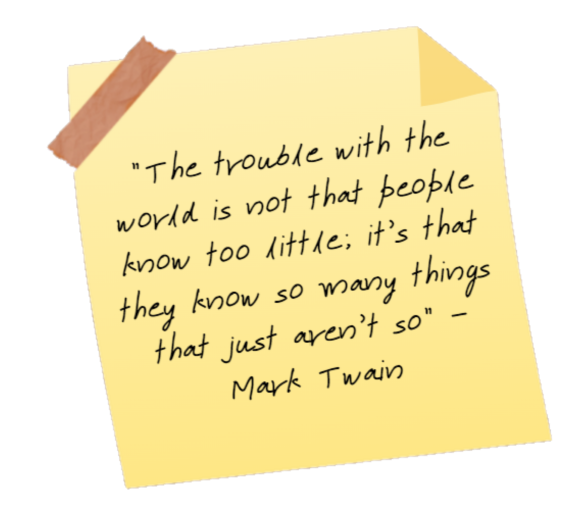 "The trouble with the
world is not that people
know too little; it's that
they know so many things
that just aren't so" –
Mark Twain